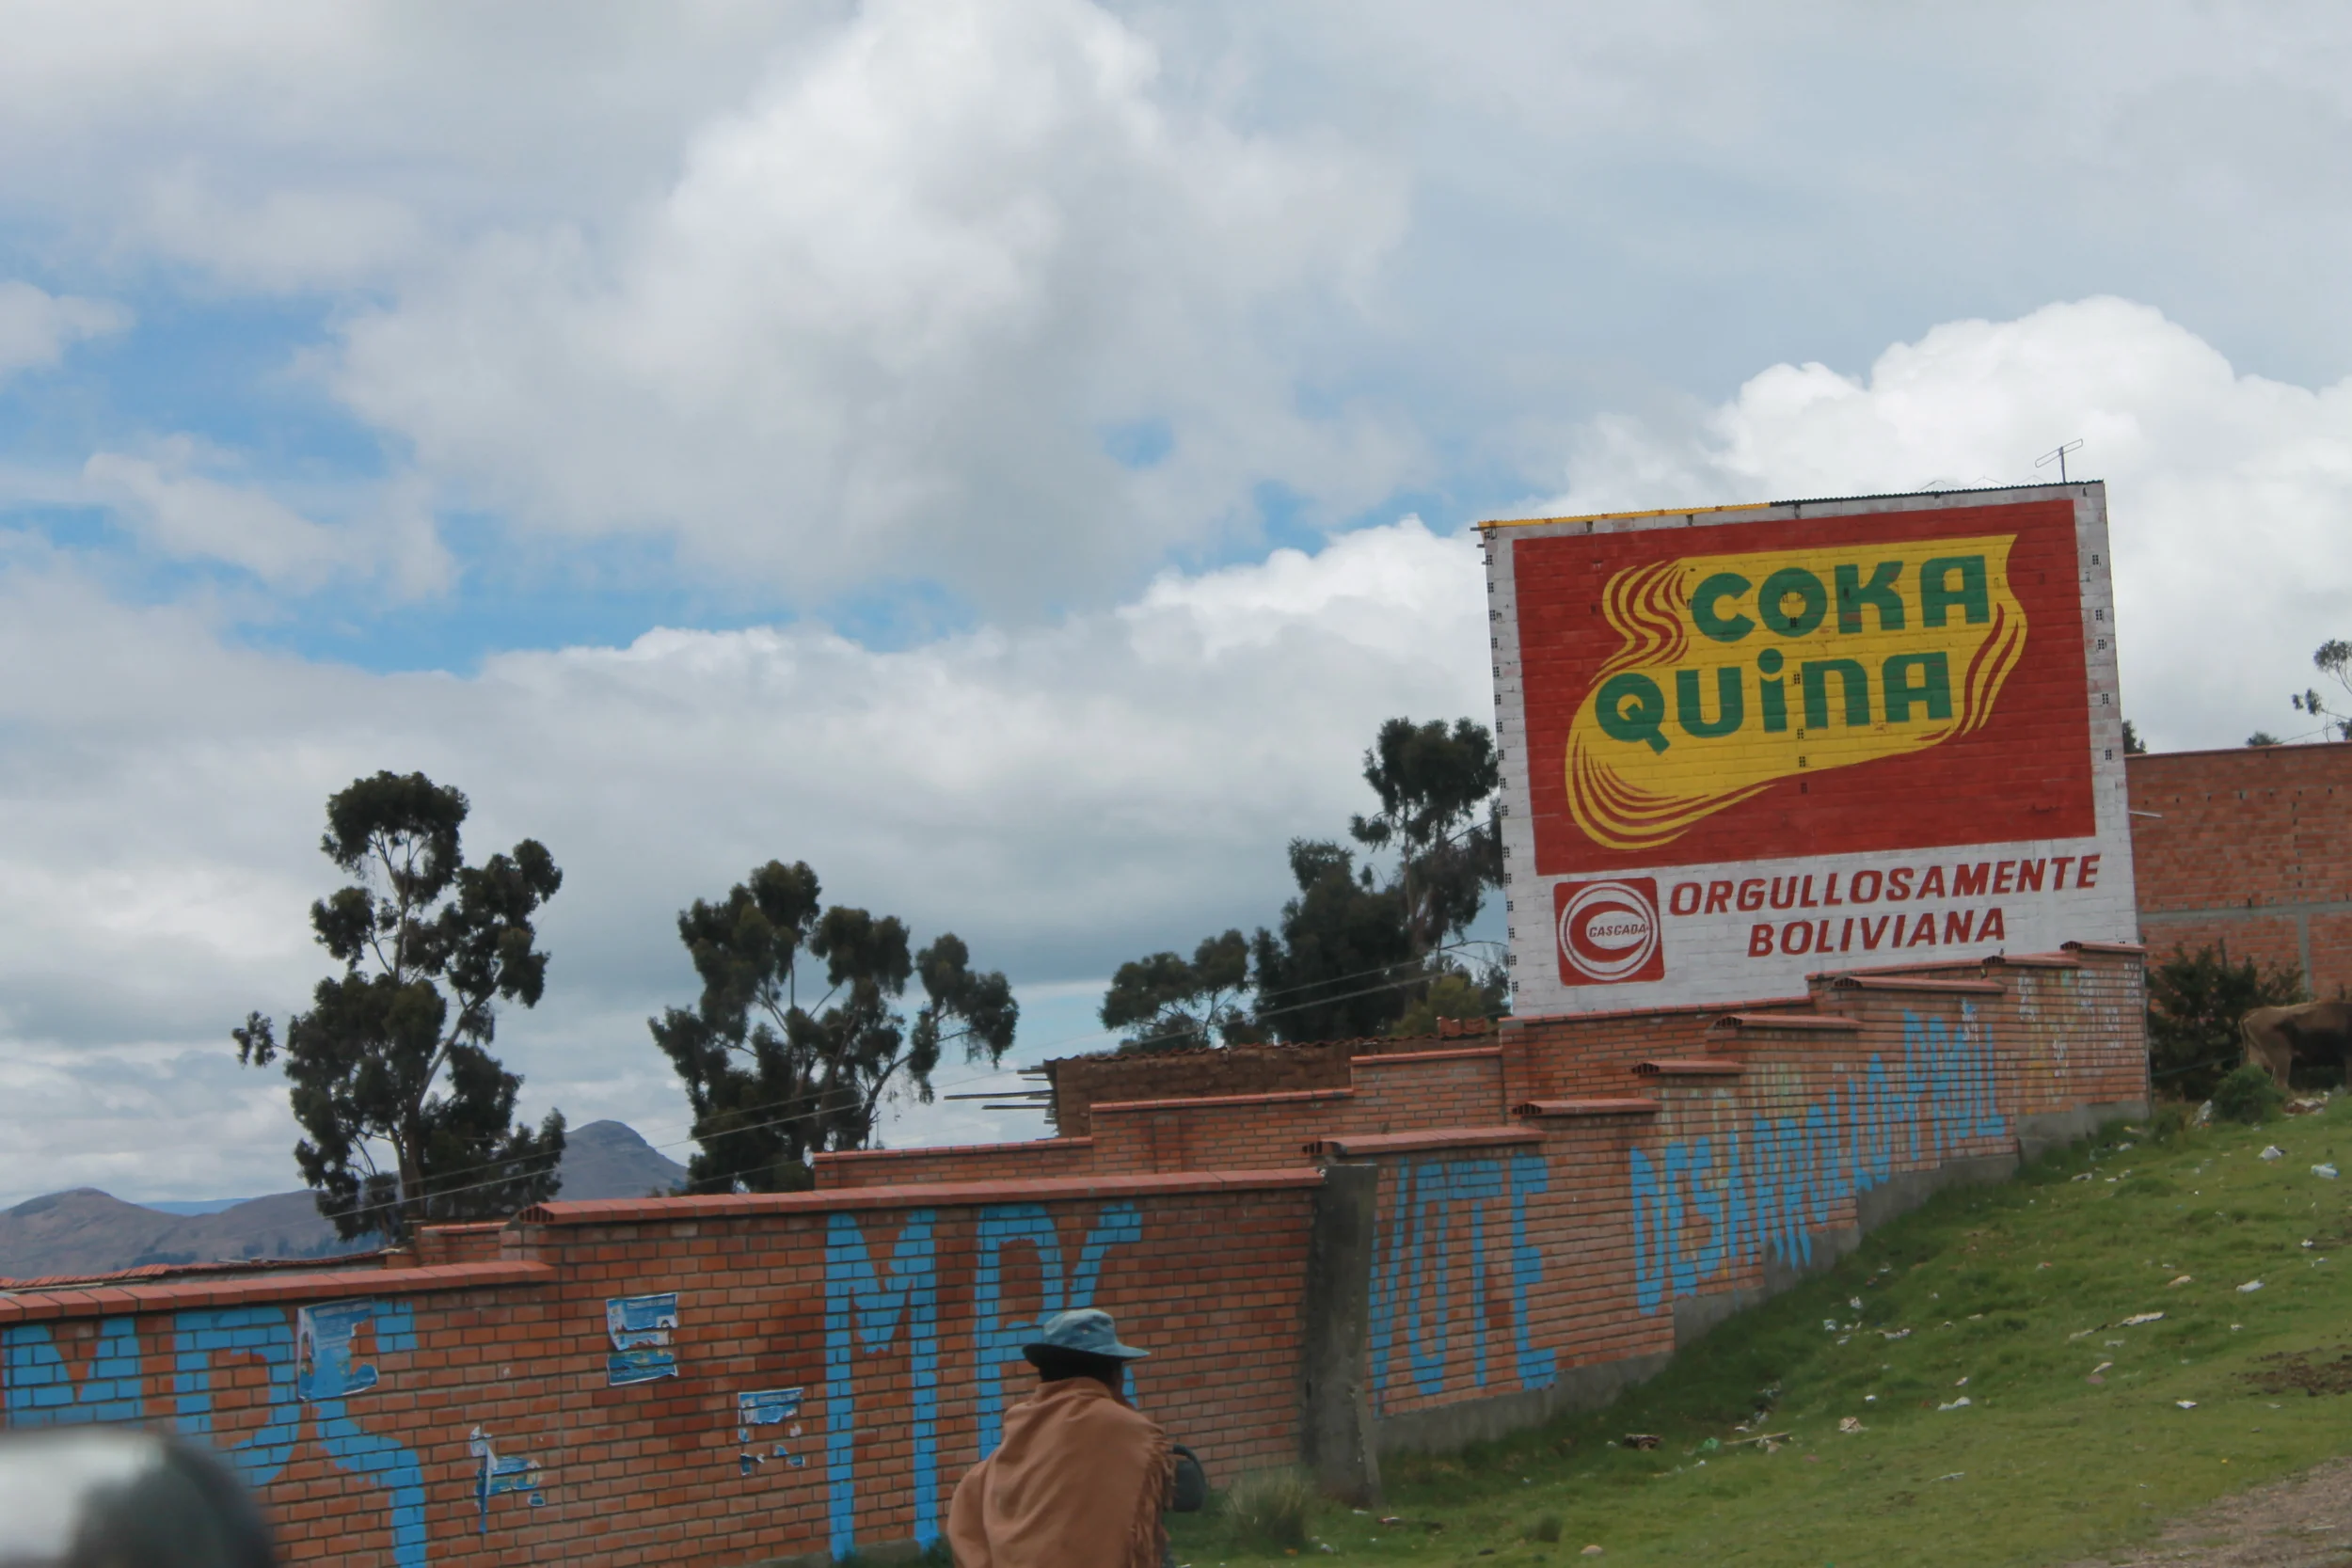 COKA
QUINA
CASCADA
ORGULLOSAMENTE
BOLIVIANA
MAS
MAS
VOTE
DESARROLLO